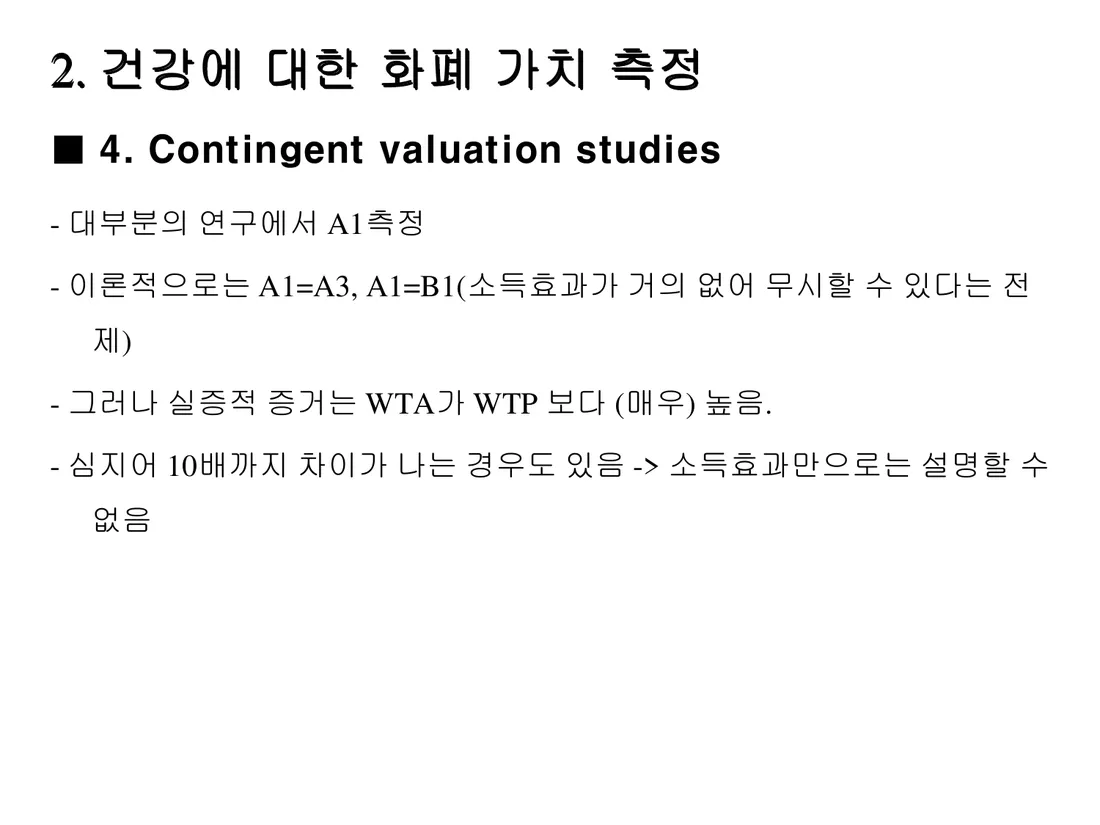 2. 건강에 대한 화폐 가치 측정
■ 4. Contingent valuation studies
- 대부분의 연구에서 A1측정
- 이론적으로는 A1=A3, A1=B1(소득효과가 거의 없어 무시할 수 있다는 전
제)
- 그러나 실증적 증거는 WTA가 WTP 보다 (매우) 높음.
- 심지어 10배까지 차이가 나는 경우도 있음 -> 소득효과만으로는 설명할 수
없음